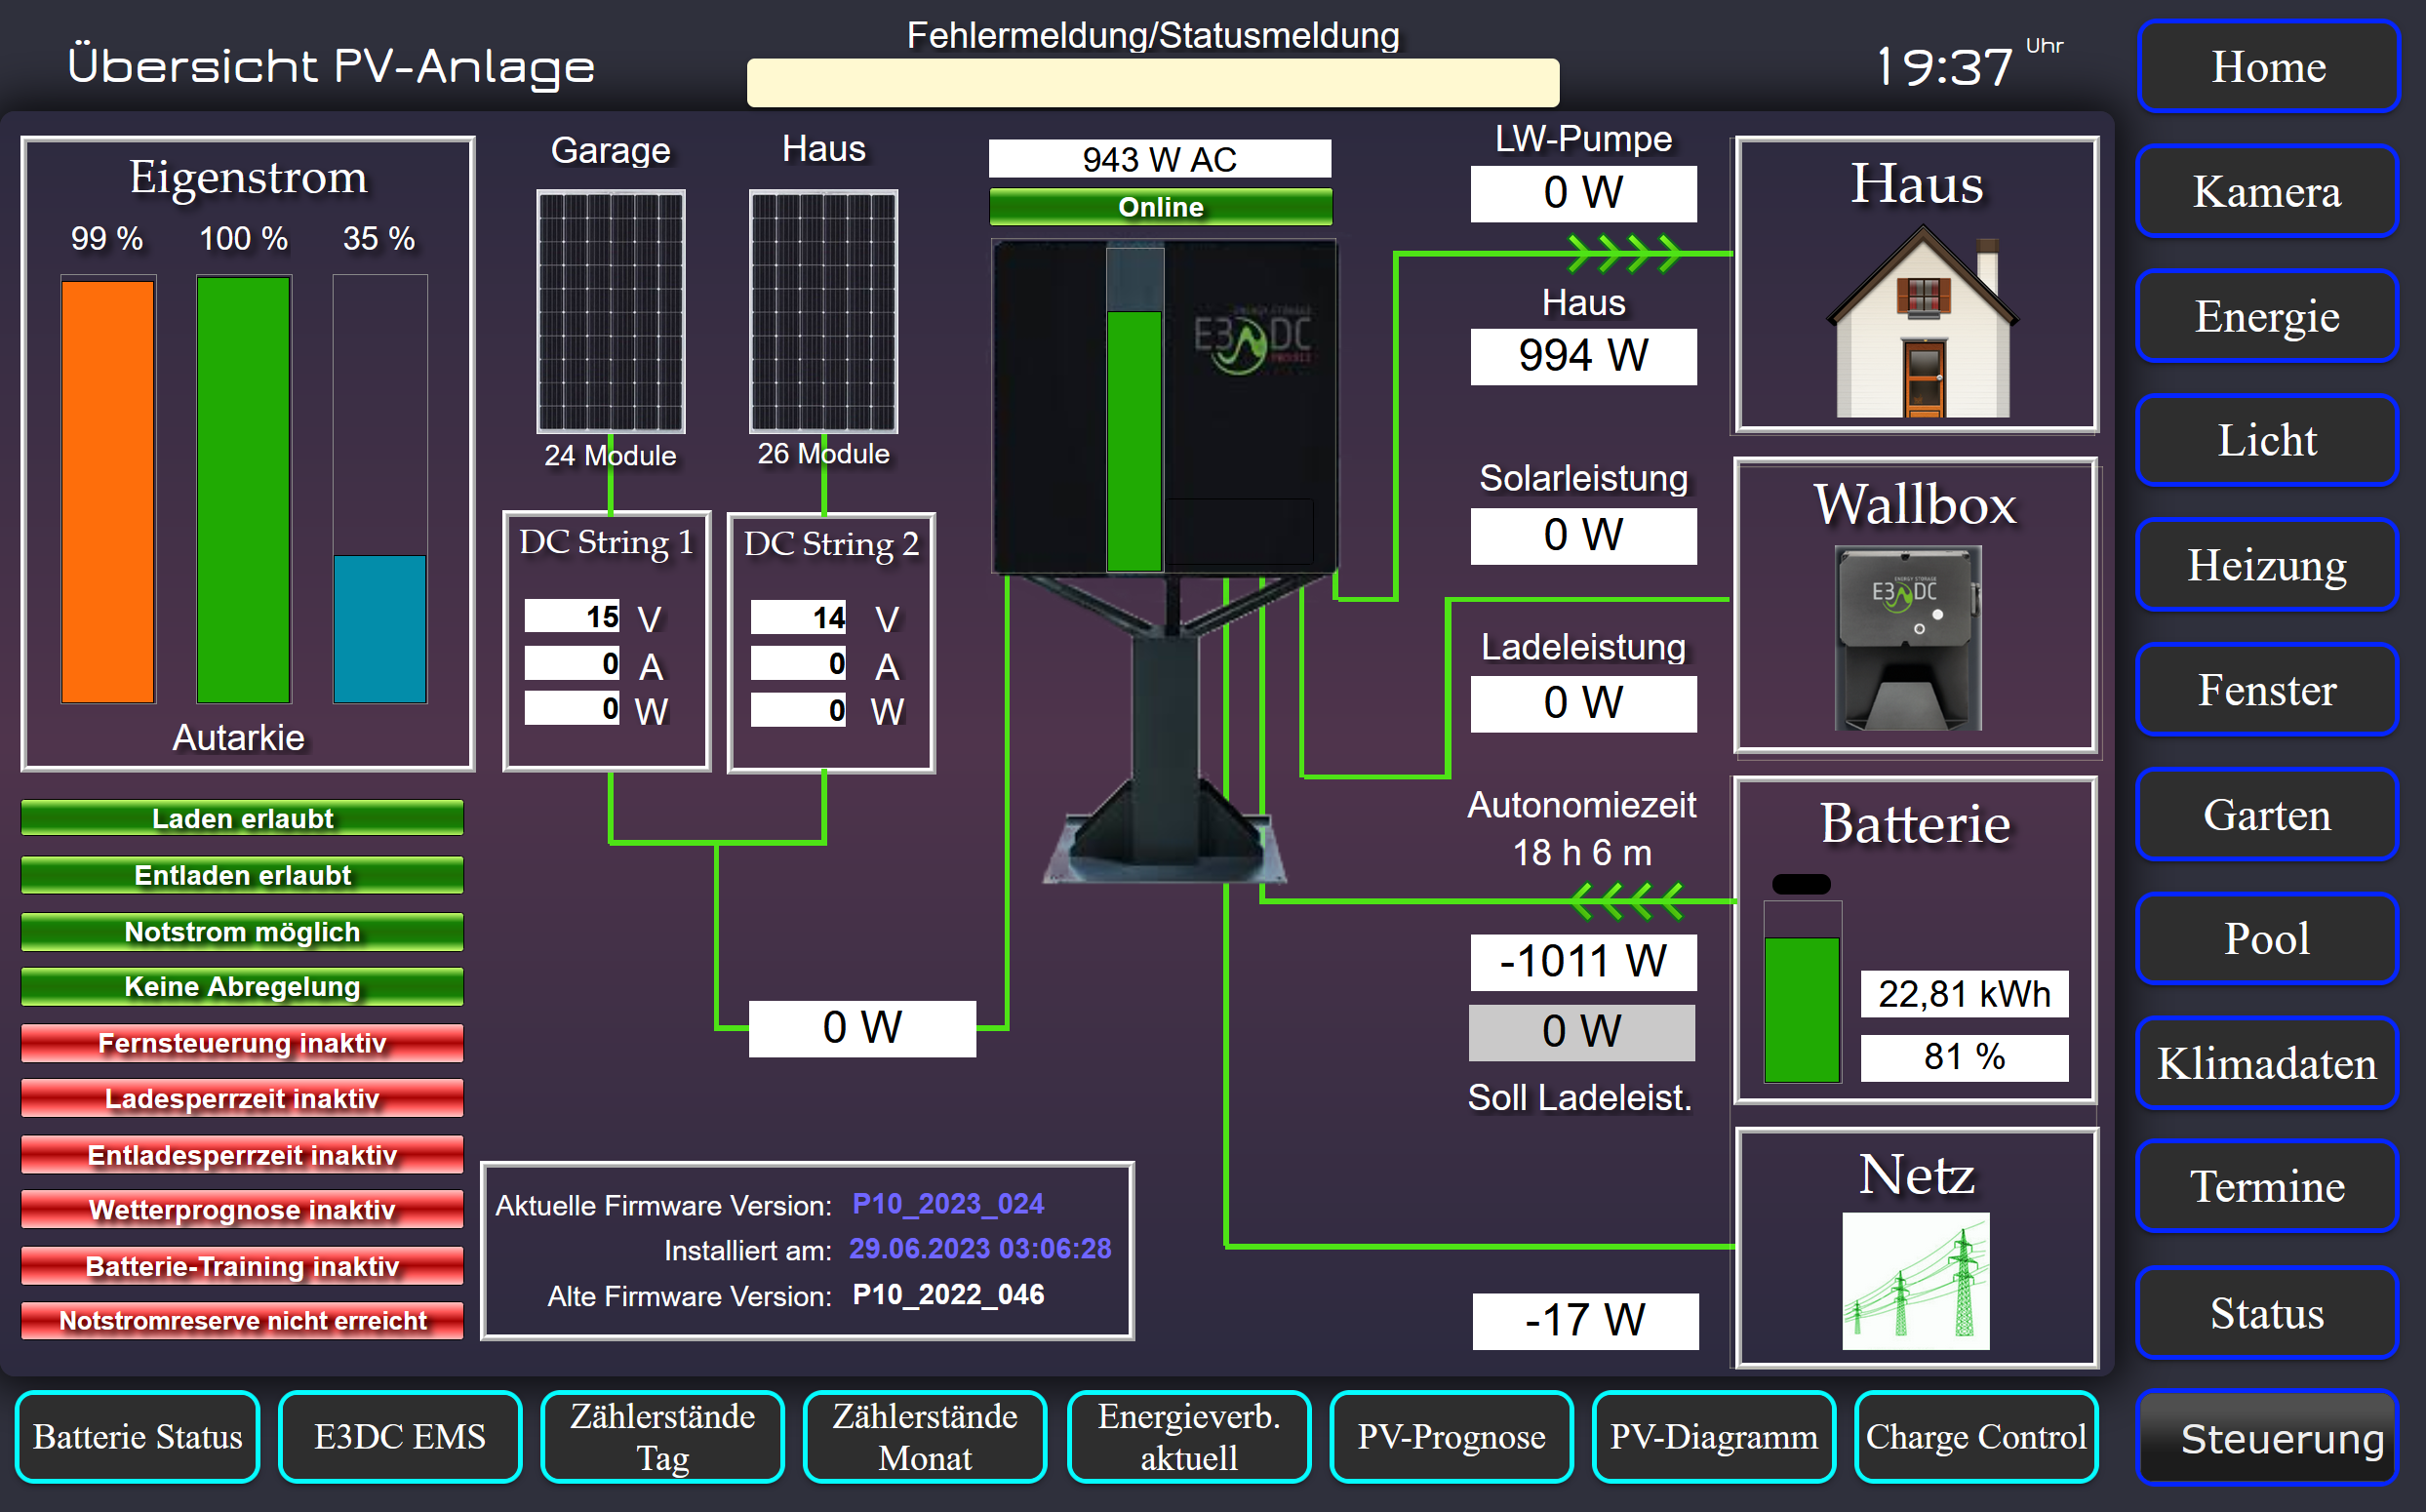 Übersicht PV-Anlage
Fehlermeldung/Statusmeldung
19:37 Uhr
Eigenstrom
99 % 100 % 35 %
Autarkie
Laden erlaubt
Entladen erlaubt
Notstrom möglich
Keine Abregelung
Fernsteuerung inaktiv
Ladesperrzeit inaktiv
Entladesperrzeit inaktiv
Wetterprognose inaktiv
Batterie-Training inaktiv
Notstromreserve nicht erreicht
Garage
24 Module
Haus
26 Module
DC String 1
15 V
0 A
0 W
DC String 2
14 V
0 A
0 W
0 W
943 W AC
Online
E3 DC
Aktuelle Firmware Version: P10_2023_024
Installiert am: 29.06.2023 03:06:28
Alte Firmware Version: P10_2022_046
LW-Pumpe
0 W
Haus
994 W
Solarleistung
0 W
Ladeleistung
0 W
Autonomiezeit
18 h 6 m
-1011 W
0 W
Soll Ladeleist.
-17 W
Haus
Wallbox
ENERGY STORAGE
E3 DC
Batterie
22,81 kWh
81 %
Netz
Home
Kamera
Energie
Licht
Heizung
Fenster
Garten
Pool
Klimadaten
Termine
Status
Steuerung
Batterie Status
E3DC EMS
Zählerstände
Tag
Zählerstände
Monat
Energieverb.
aktuell
PV-Prognose
PV-Diagramm
Charge Control